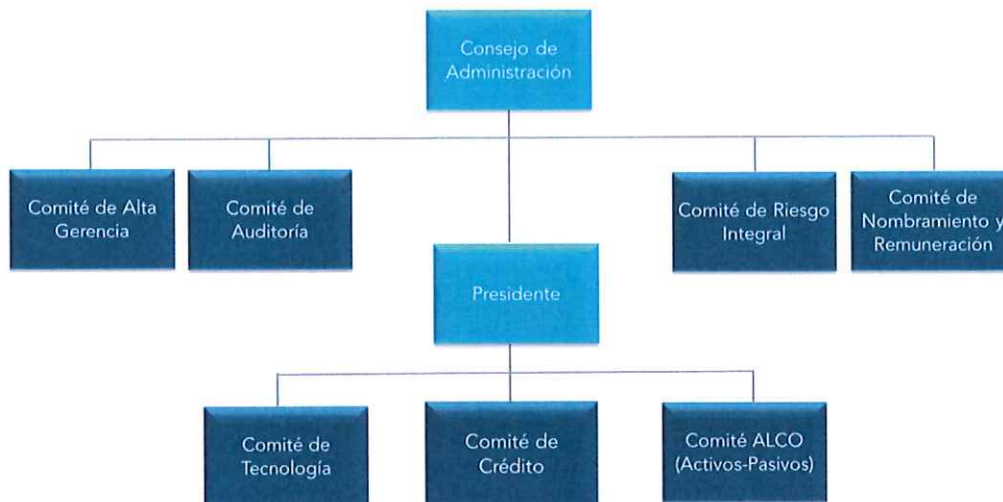 Consejo de
Administración
Comité de Alta
Gerencia
Comité de
Auditoría
Comité de Riesgo
Integral
Comité de
Nombramiento y
Remuneración
Presidente
Comité de
Tecnología
Comité de
Crédito
Comité ALCO
(Activos-Pasivos)